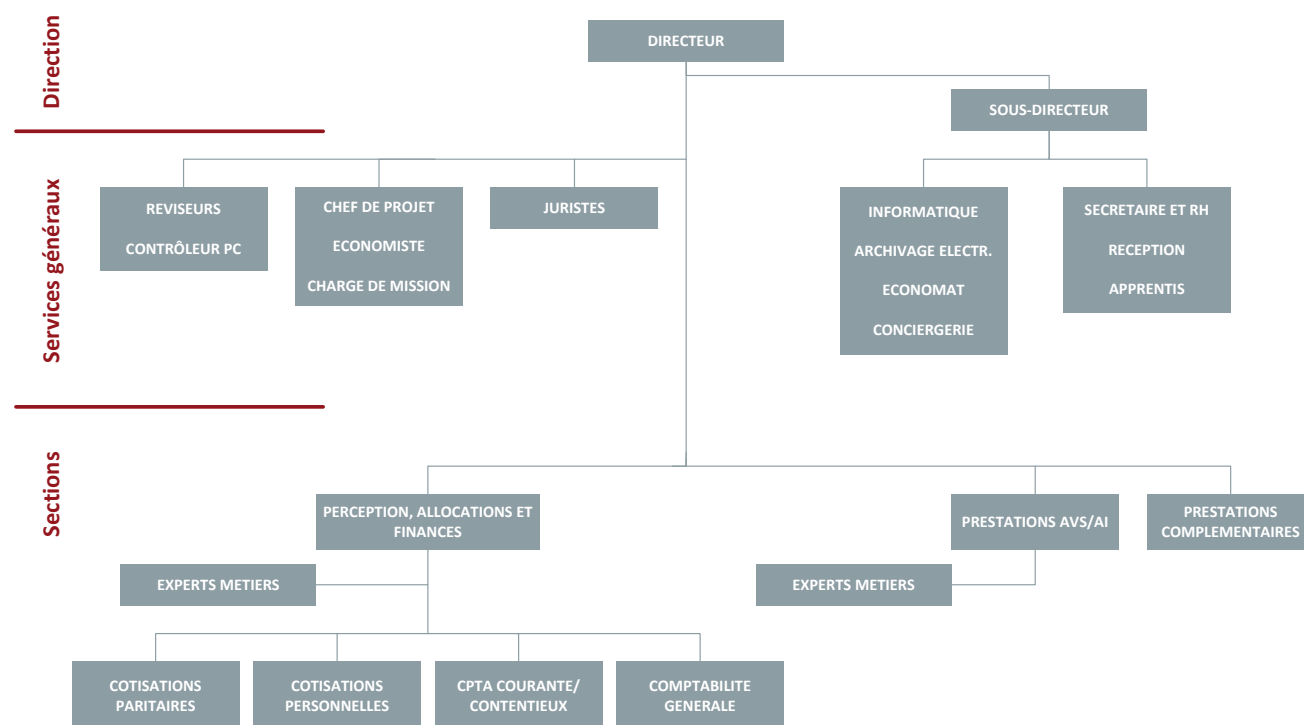 Direction
DIRECTEUR
SOUS-DIRECTEUR
Services généraux
REVISEURS
CONTRÔLEUR PC
CHEF DE PROJET
ECONOMISTE
CHARGE DE MISSION
JURISTES
INFORMATIQUE
ARCHIVAGE ELECTR.
ECONOMAT
CONCIERGERIE
SECRETAIRE ET RH
RECEPTION
APPRENTIS
Sections
PERCEPTION, ALLOCATIONS ET
FINANCES
PRESTATIONS AVS/AI
PRESTATIONS
COMPLEMENTAIRES
EXPERTS METIERS
EXPERTS METIERS
COTISATIONS
PARITAIRES
COTISATIONS
PERSONNELLES
CPTA COURANTE/
CONTENTIEUX
COMPTABILITE
GENERALE